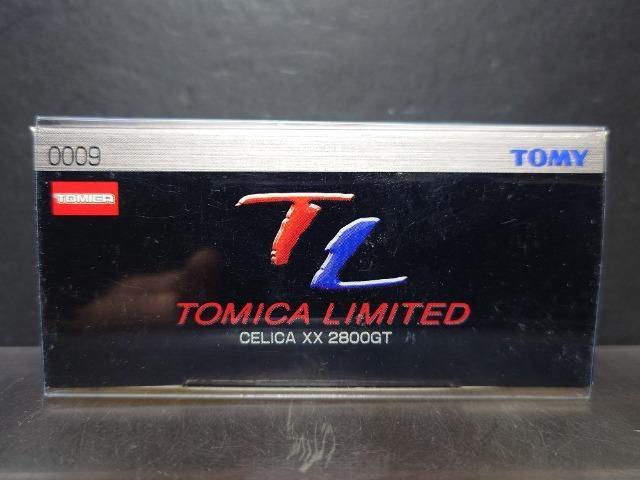 0009
TOMY
TOMICA
TL
TOMICA LIMITED
CELICA XX 2800GT